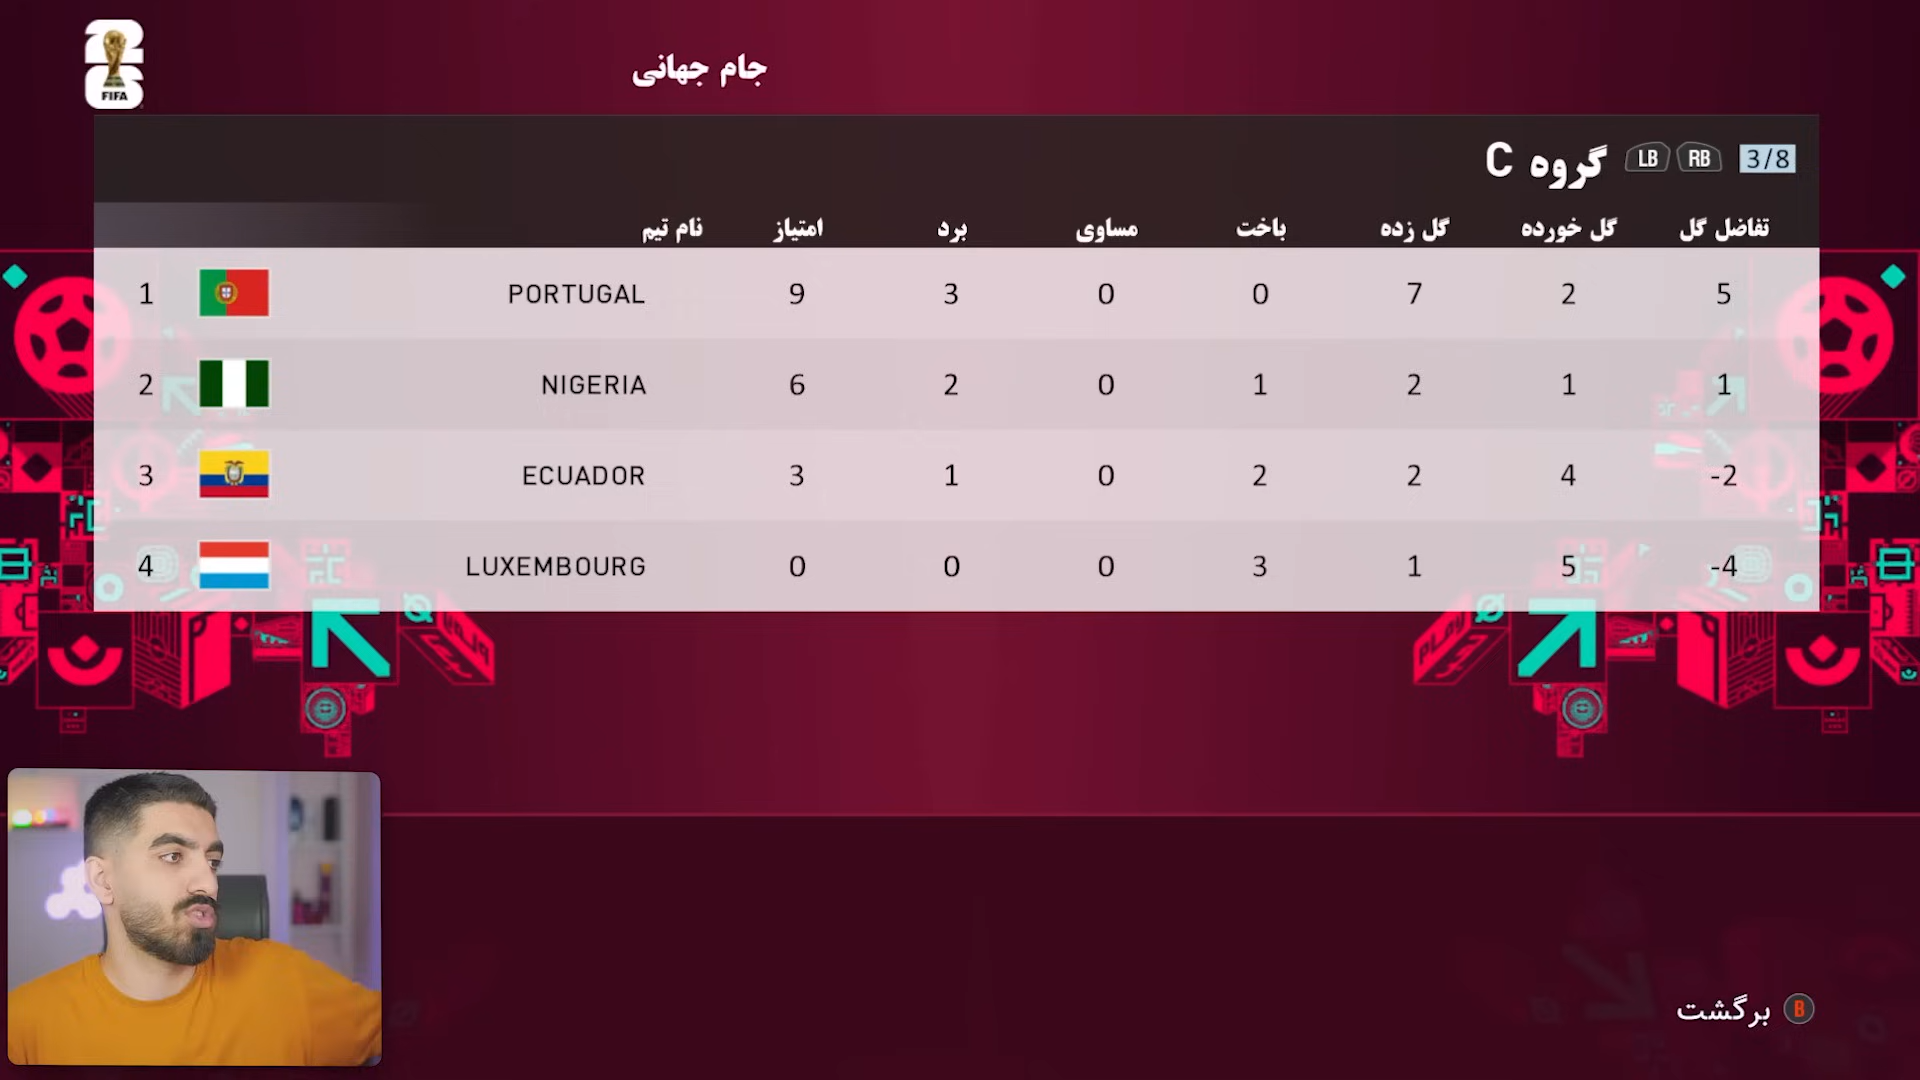 FIFA
جام جهانی
گروه C LB RB 3/8
نام تیم امتیاز برد مساوی باخت گل زده گل خورده تفاضل گل
1 PORTUGAL 9 3 0 0 7 2 5
2 NIGERIA 6 2 0 1 2 1 1
3 ECUADOR 3 1 0 2 2 4 -2
4 LUXEMBOURG 0 0 0 3 1 5 -4
PLAY
برگشت B